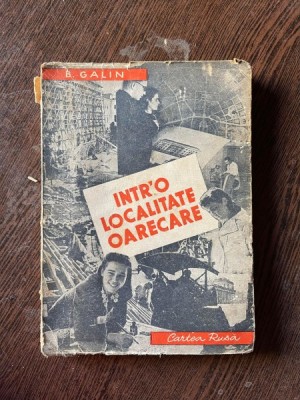 B. GALIN
INTR'O
LOCALITATE
OARECARE
Cartea Rusă